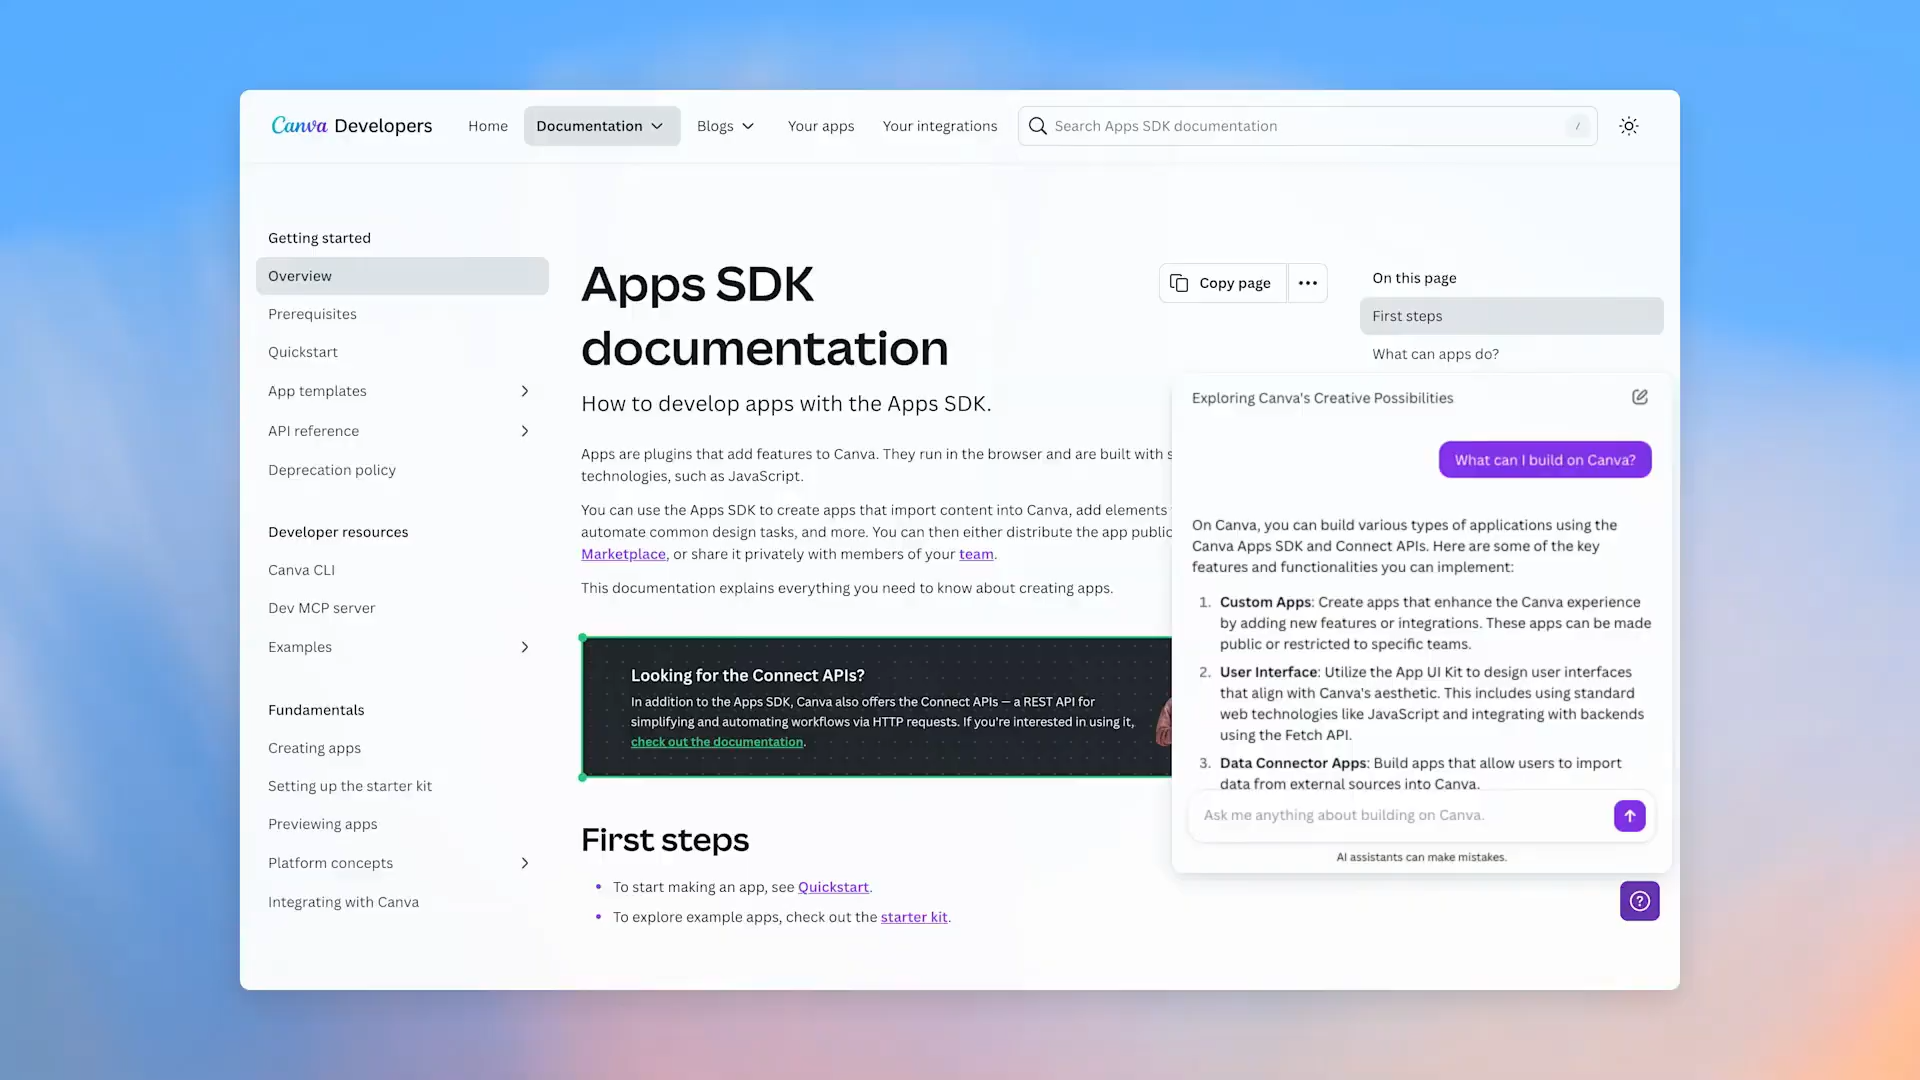 Canva Developers
Home
Documentation
Blogs
Your apps
Your integrations
Search Apps SDK documentation
/
Getting started
Overview
Prerequisites
Quickstart
App templates
API reference
Deprecation policy
Developer resources
Canva CLI
Dev MCP server
Examples
Fundamentals
Creating apps
Setting up the starter kit
Previewing apps
Platform concepts
Integrating with Canva
Apps SDK
documentation
Copy page
How to develop apps with the Apps SDK.
Apps are plugins that add features to Canva. They run in the browser and are built with
technologies, such as JavaScript.
You can use the Apps SDK to create apps that import content into Canva, add elements
automate common design tasks, and more. You can then either distribute the app
Marketplace, or share it privately with members of your team.
This documentation explains everything you need to know about creating apps.
Looking for the Connect APIs?
In addition to the Apps SDK, Canva also offers the Connect APIs — a REST API for
simplifying and automating workflows via HTTP requests. If you're interested in using it,
check out the documentation.
First steps
• To start making an app, see Quickstart.
• To explore example apps, check out the starter kit.
On this page
First steps
What can apps do?
Exploring Canva's Creative Possibilities
What can I build on Canva?
On Canva, you can build various types of applications using the
Canva Apps SDK and Connect APIs. Here are some of the key
features and functionalities you can implement:
1. Custom Apps: Create apps that enhance the Canva experience
by adding new features or integrations. These apps can be made
public or restricted to specific teams.
2. User Interface: Utilize the App UI Kit to design user interfaces
that align with Canva's aesthetic. This includes using standard
web technologies like JavaScript and integrating with backends
using the Fetch API.
3. Data Connector Apps: Build apps that allow users to import
data from external sources into Canva.
Ask me anything about building on Canva.
AI assistants can make mistakes.